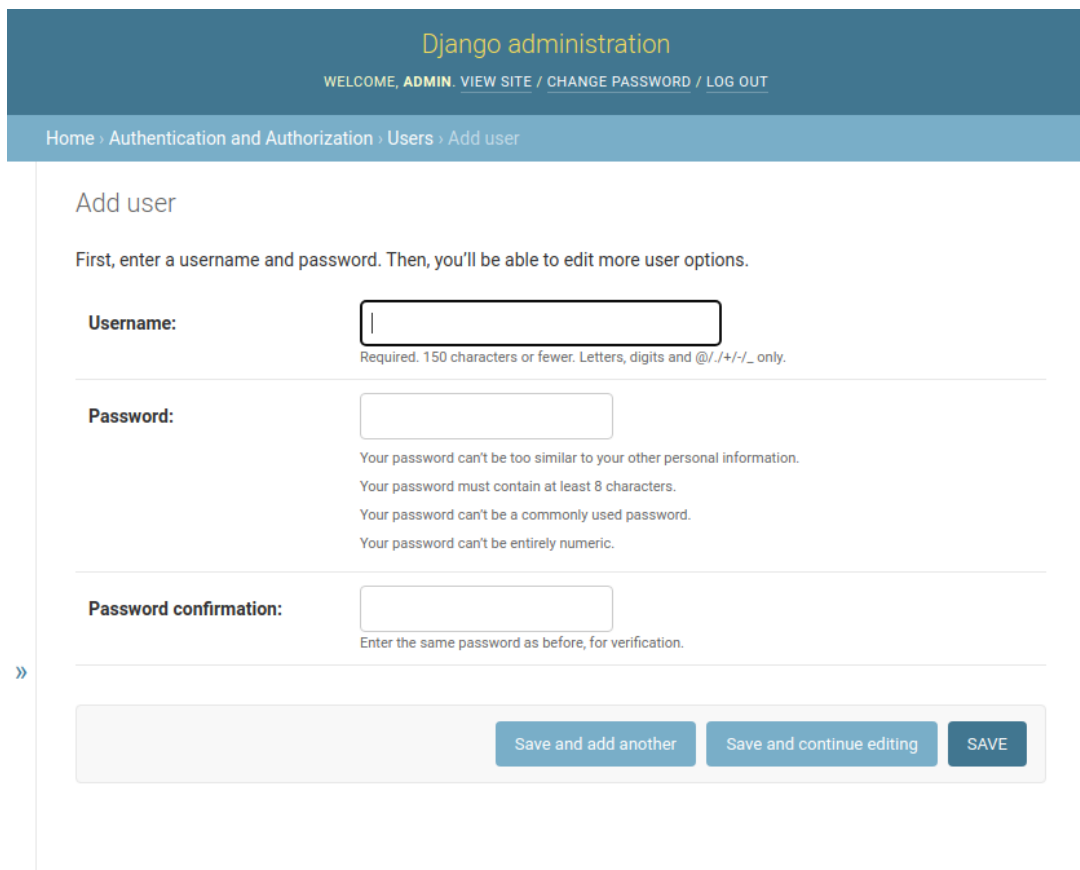 Django administration
WELCOME, ADMIN. VIEW SITE / CHANGE PASSWORD / LOG OUT
Home › Authentication and Authorization › Users › Add user
Add user
First, enter a username and password. Then, you’ll be able to edit more user options.
Username:
Required. 150 characters or fewer. Letters, digits and @/./+/-/_ only.
Password:
Your password can’t be too similar to your other personal information.
Your password must contain at least 8 characters.
Your password can’t be a commonly used password.
Your password can’t be entirely numeric.
Password confirmation:
Enter the same password as before, for verification.
»
Save and add another Save and continue editing SAVE